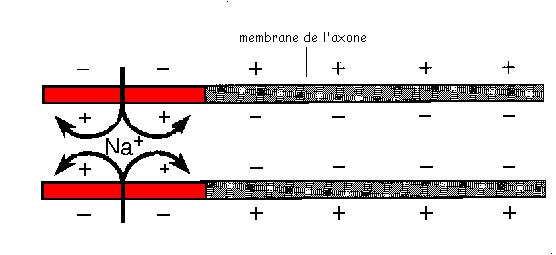 membrane de l'axone
− − + + + +
+ + − − − −
Na+
+ + − − − −
− − + + + +